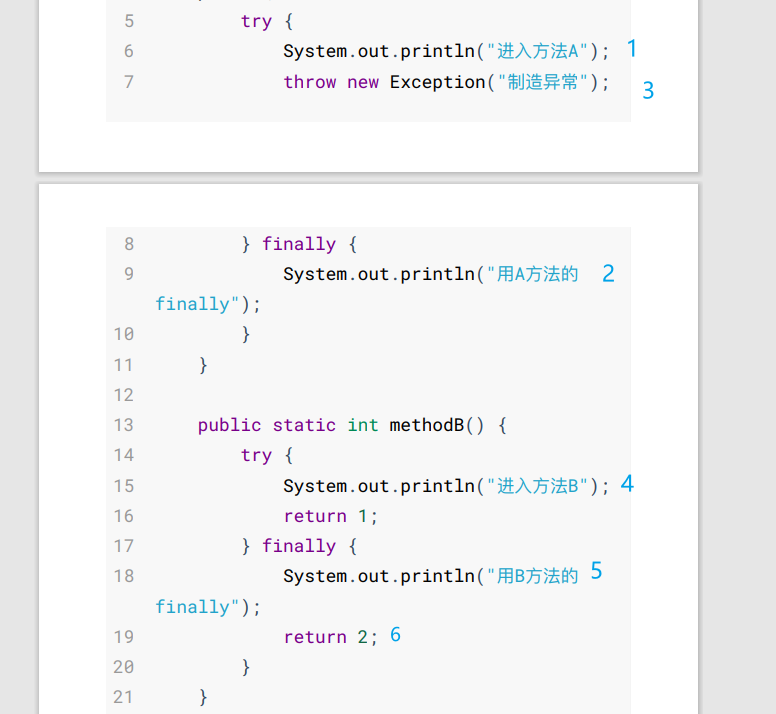 5 try {
6 System.out.println("进入方法A"); 1
7 throw new Exception("制造异常"); 3
8 } finally {
9 System.out.println("用A方法的 2
finally");
10 }
11 }
12
13 public static int methodB() {
14 try {
15 System.out.println("进入方法B"); 4
16 return 1;
17 } finally {
18 System.out.println("用B方法的 5
finally");
19 return 2; 6
20 }
21 }